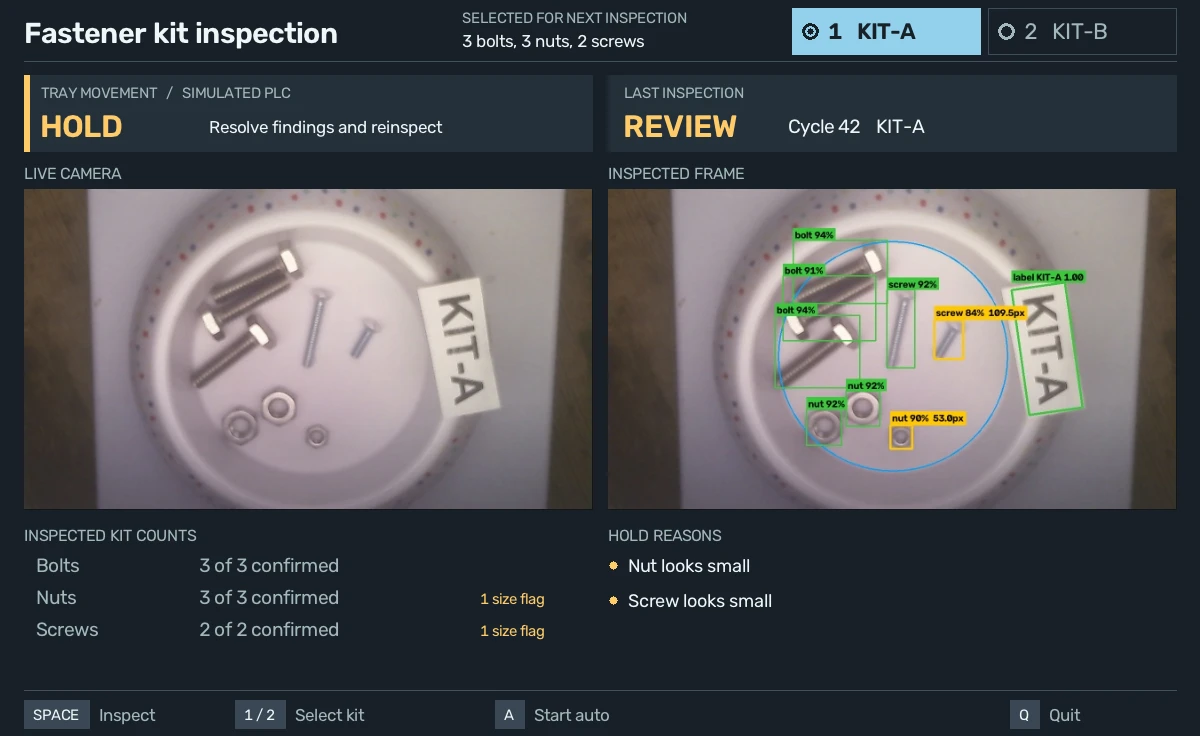 Fastener kit inspection
SELECTED FOR NEXT INSPECTION
3 bolts, 3 nuts, 2 screws
1 KIT-A
2 KIT-B
TRAY MOVEMENT / SIMULATED PLC
HOLD
Resolve findings and reinspect
LAST INSPECTION
REVIEW
Cycle 42 KIT-A
LIVE CAMERA
KIT-A
INSPECTED FRAME
bolt 94%
bolt 91%
label KIT-A 1.00
screw 92%
bolt 94%
screw 84% 109.5px
KIT-A
nut 92%
nut 92%
nut 90% 53.0px
INSPECTED KIT COUNTS
Bolts 3 of 3 confirmed
Nuts 3 of 3 confirmed 1 size flag
Screws 2 of 2 confirmed 1 size flag
HOLD REASONS
Nut looks small
Screw looks small
SPACE Inspect
1 / 2 Select kit
A Start auto
Q Quit